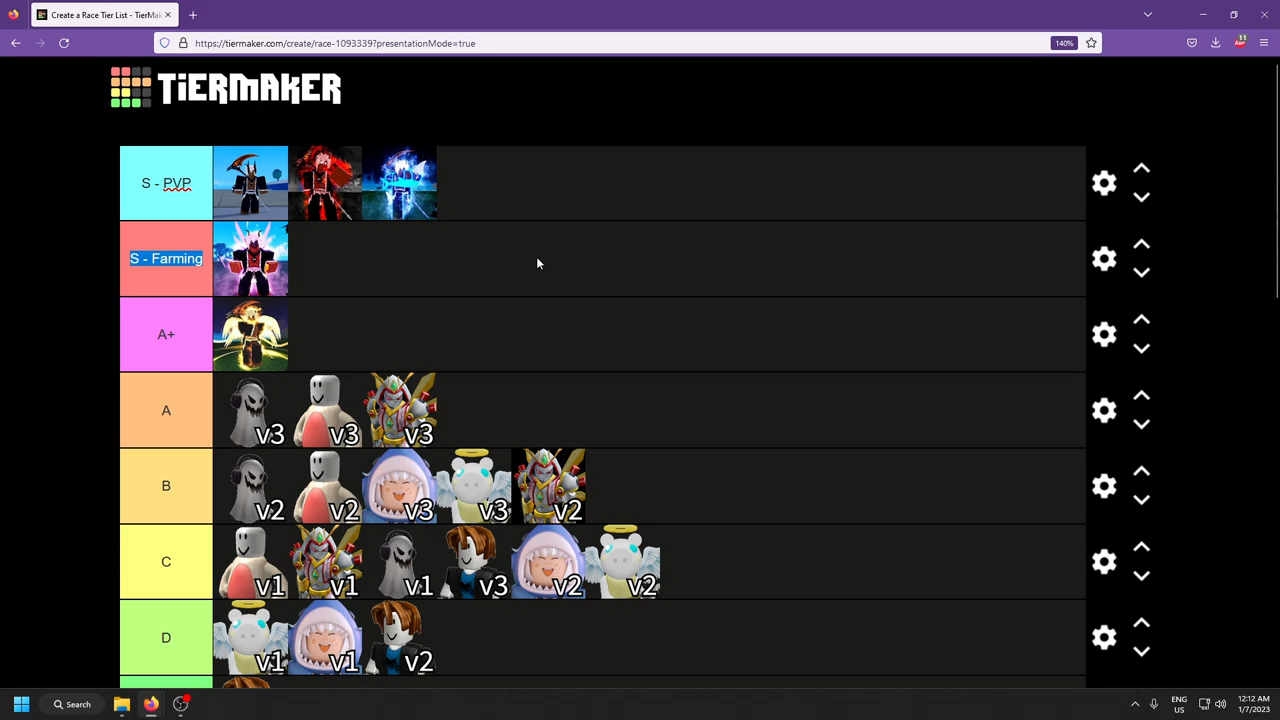 Create a Race Tier List - TierMak
https://tiermaker.com/create/race-1093339?presentationMode=true
140%
11
TiERMAKER
S - PVP
S - Farming
A+
A
v3
v3
v3
B
v2
v2
v3
v3
v2
C
v1
v1
v1
v3
v2
v2
D
v1
v1
v2
Search
ENG
US
12:12 AM
1/7/2023